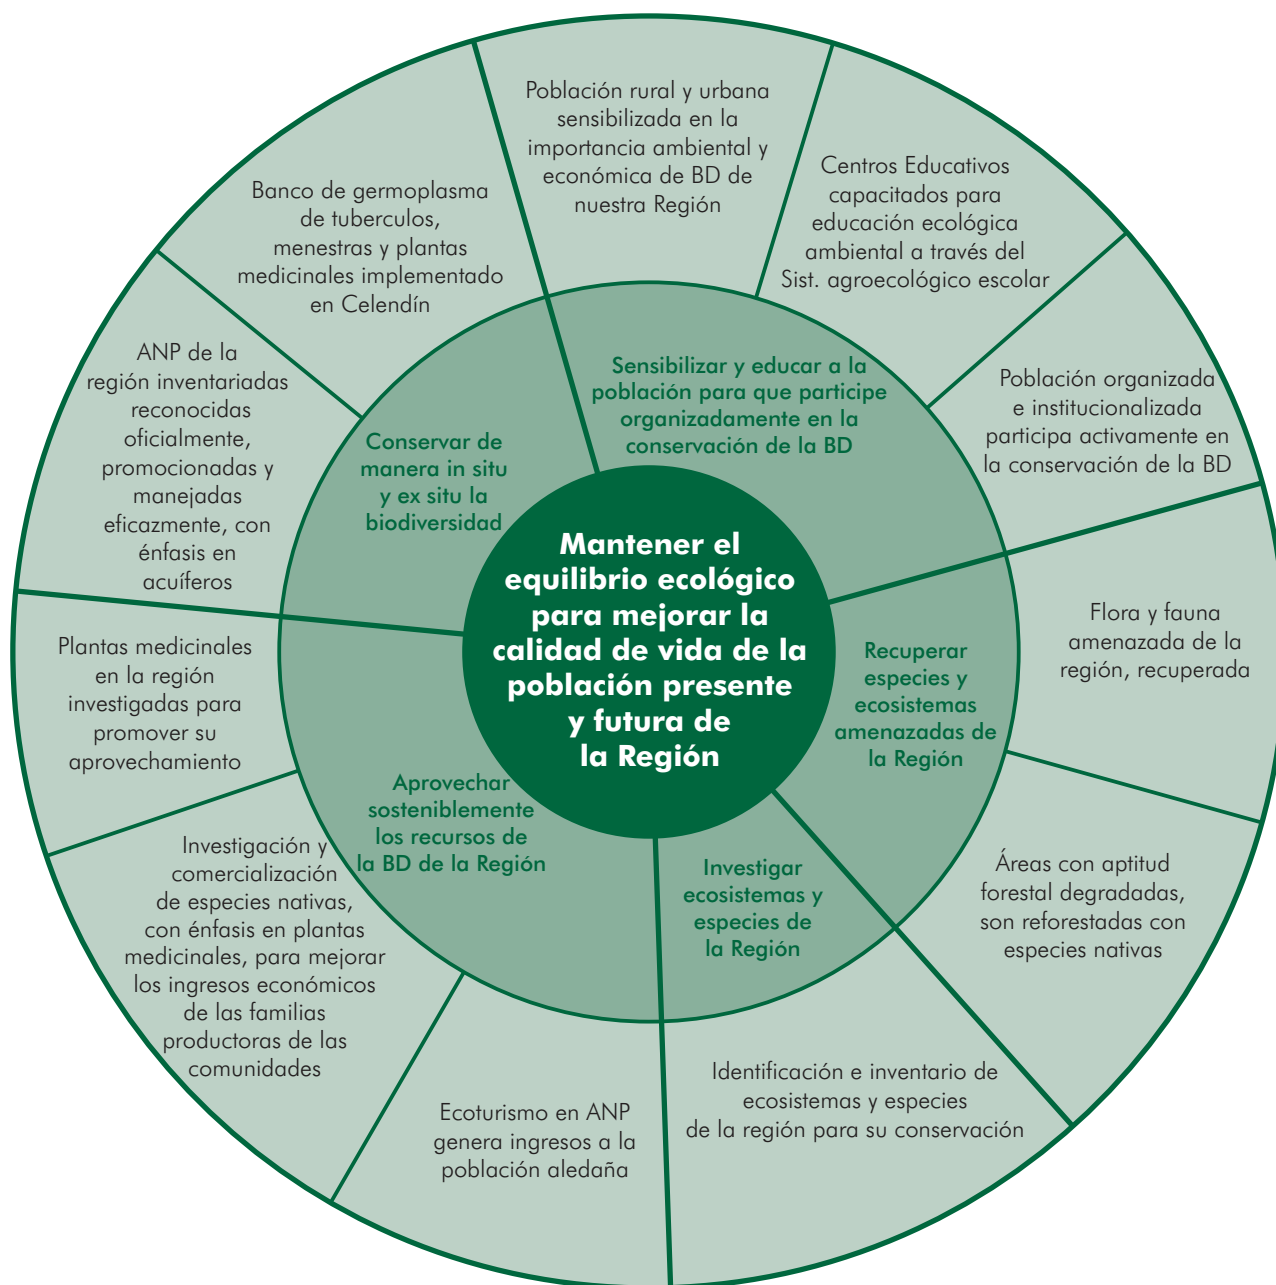 Población rural y urbana
sensibilizada en la
importancia ambiental y
económica de BD de
nuestra Región
Centros Educativos
capacitados para
educación ecológica
ambiental a través del
Sist. agroecológico escolar
Población organizada
e institucionalizada
participa activamente en
la conservación de la BD
Flora y fauna
amenazada de la
región, recuperada
Áreas con aptitud
forestal degradadas,
son reforestadas con
especies nativas
Identificación e inventario de
ecosistemas y especies
de la región para su conservación
Ecoturismo en ANP
genera ingresos a la
población aledaña
Investigación y
comercialización
de especies nativas,
con énfasis en plantas
medicinales, para mejorar
los ingresos económicos
de las familias
productoras de las
comunidades
Plantas medicinales
en la región
investigadas para
promover su
aprovechamiento
ANP de la
región inventariadas
reconocidas
oficialmente,
promocionadas y
manejadas
eficazmente, con
énfasis en
acuíferos
Banco de germoplasma
de tuberculos,
menestras y plantas
medicinales implementado
en Celendín
Sensibilizar y educar a la
población para que participe
organizadamente en la
conservación de la BD
Recuperar
especies y
ecosistemas
amenazadas de
la Región
Investigar
ecosistemas y
especies de
la Región
Aprovechar
sosteniblemente
los recursos de
la BD de la Región
Conservar de
manera in situ
y ex situ la
biodiversidad
Mantener el
equilibrio ecológico
para mejorar la
calidad de vida de la
población presente
y futura de
la Región